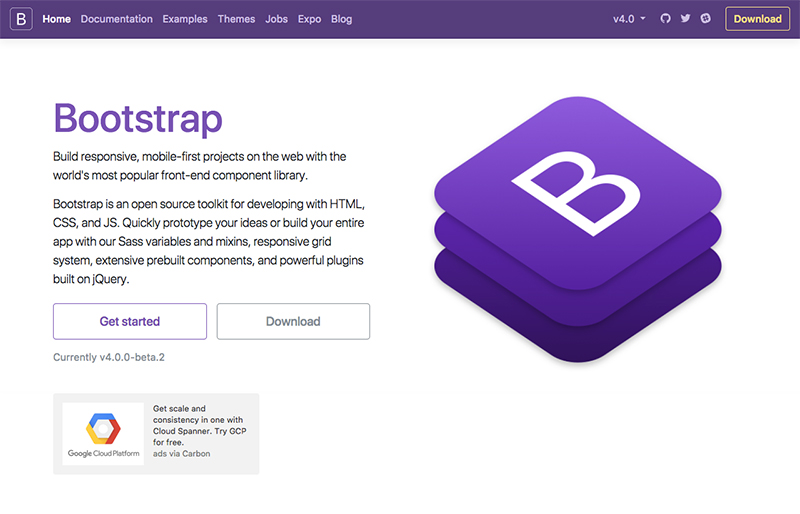 B Home Documentation Examples Themes Jobs Expo Blog v4.0 Download
Bootstrap
Build responsive, mobile-first projects on the web with the
world's most popular front-end component library.
Bootstrap is an open source toolkit for developing with HTML,
CSS, and JS. Quickly prototype your ideas or build your entire
app with our Sass variables and mixins, responsive grid
system, extensive prebuilt components, and powerful plugins
built on jQuery.
Get started Download
Currently v4.0.0-beta.2
B
Google Cloud Platform
Get scale and
consistency in one with
Cloud Spanner. Try GCP
for free.
ads via Carbon